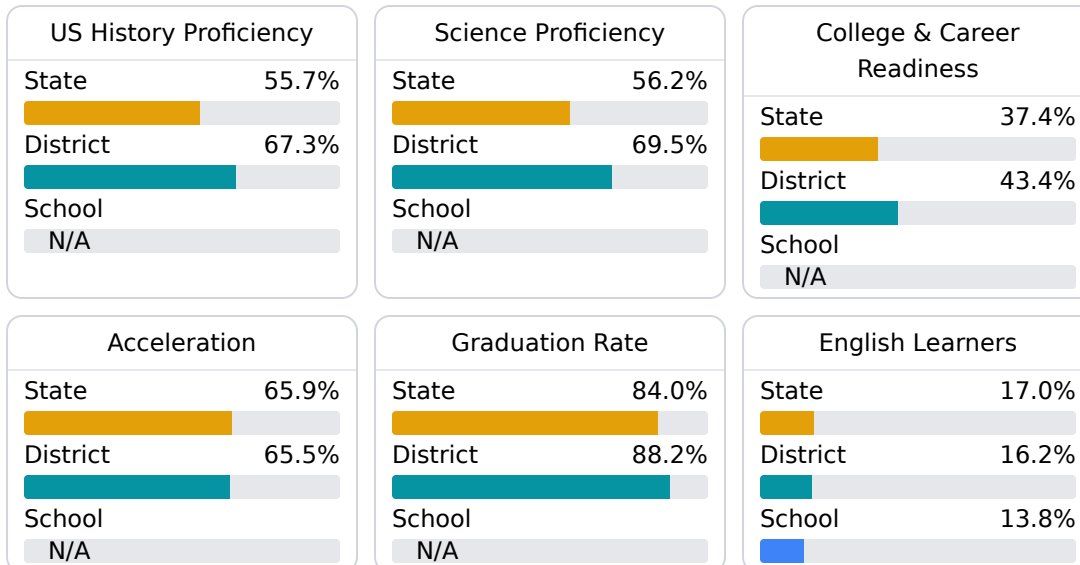 US History Proficiency
State 55.7%
District 67.3%
School
N/A
Science Proficiency
State 56.2%
District 69.5%
School
N/A
College & Career
Readiness
State 37.4%
District 43.4%
School
N/A
Acceleration
State 65.9%
District 65.5%
School
N/A
Graduation Rate
State 84.0%
District 88.2%
School
N/A
English Learners
State 17.0%
District 16.2%
School 13.8%